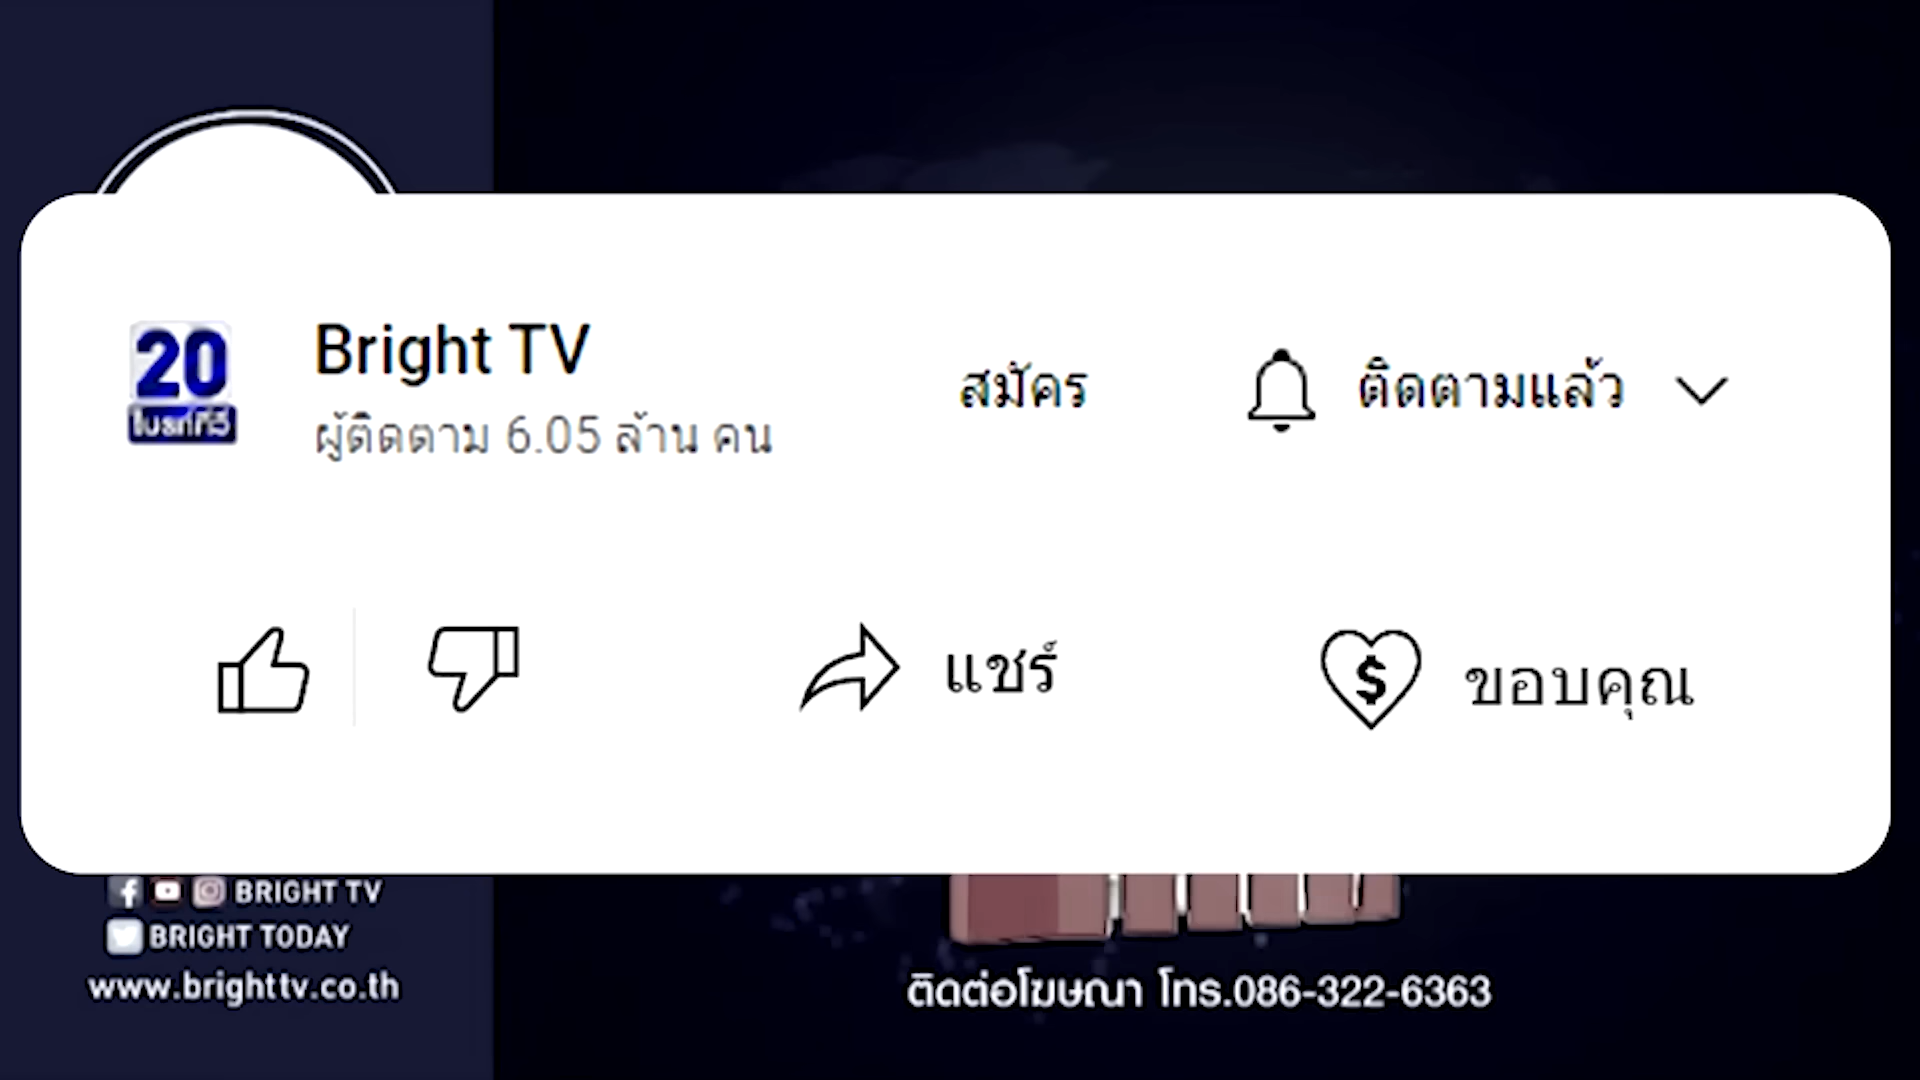 20
ไบรท์ทีวี
Bright TV
ผู้ติดตาม 6.05 ล้าน คน
สมัคร
ติดตามแล้ว
แชร์
$
ขอบคุณ
BRIGHT TV
BRIGHT TODAY
www.brighttv.co.th
ติดต่อโฆษณา โทร.086-322-6363